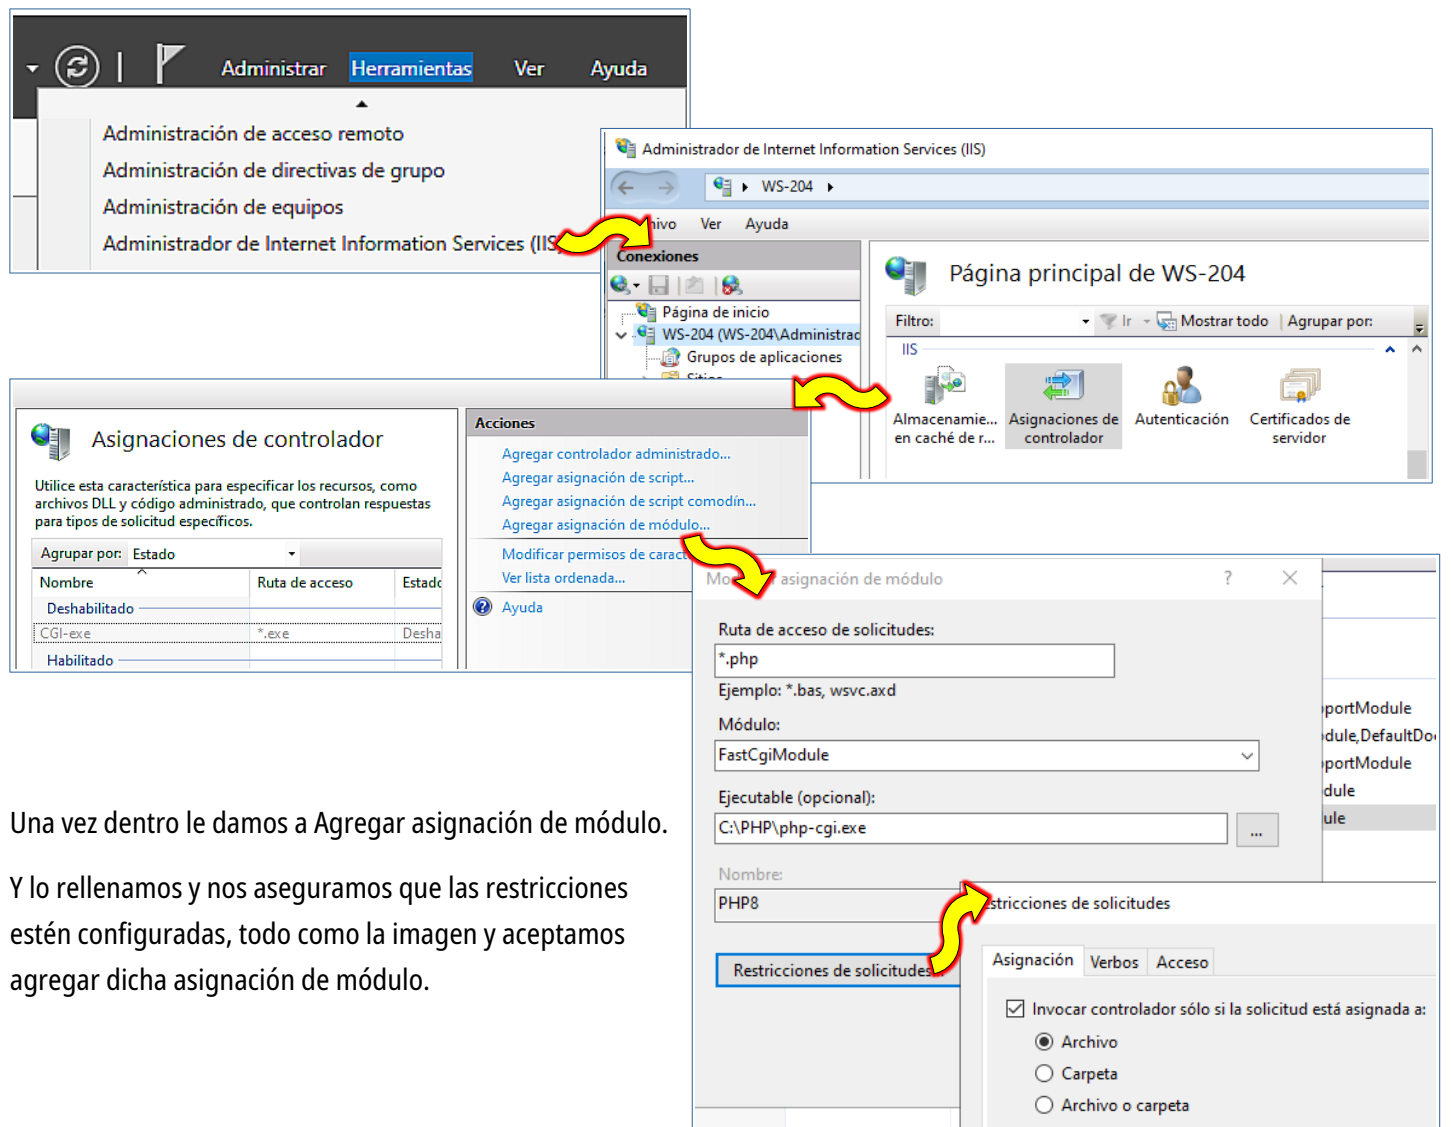 Administrar Herramientas Ver Ayuda
Administración de acceso remoto
Administración de directivas de grupo
Administración de equipos
Administrador de Internet Information Services (IIS)
Administrador de Internet Information Services (IIS)
WS-204
Ver Ayuda
Conexiones
Página de inicio
WS-204 (WS-204\Administrad
Grupos de aplicaciones
Sitios
Página principal de WS-204
Filtro: Ir Mostrar todo Agrupar por:
IIS
Almacenamie... en caché de r...
Asignaciones de controlador
Autenticación
Certificados de servidor
Asignaciones de controlador
Utilice esta característica para especificar los recursos, como
archivos DLL y código administrado, que controlan respuestas
para tipos de solicitud específicos.
Agrupar por: Estado
Nombre Ruta de acceso Estado
Deshabilitado
CGI-exe *.exe Desha
Habilitado
Acciones
Agregar controlador administrado...
Agregar asignación de script...
Agregar asignación de script comodín...
Agregar asignación de módulo...
Modificar permisos de caract
Ver lista ordenada...
Ayuda
asignación de módulo ?
Ruta de acceso de solicitudes:
*.php
Ejemplo: *.bas, wsvc.axd
Módulo:
FastCgiModule
Ejecutable (opcional):
C:\PHP\php-cgi.exe
...
Nombre:
PHP8
Restricciones de solicitudes
portModule
dule,DefaultDo
portModule
dule
ule
stricciones de solicitudes
Asignación Verbos Acceso
Invocar controlador sólo si la solicitud está asignada a:
Archivo
Carpeta
Archivo o carpeta
Una vez dentro le damos a Agregar asignación de módulo.
Y lo rellenamos y nos aseguramos que las restricciones
estén configuradas, todo como la imagen y aceptamos
agregar dicha asignación de módulo.